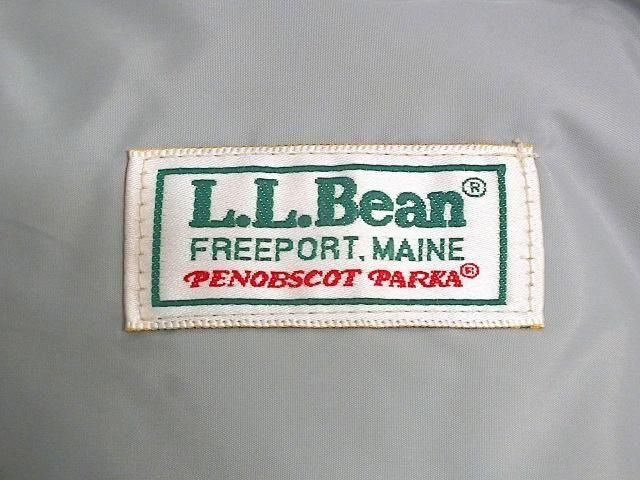 L.L.Bean®
FREEPORT, MAINE
PENOBSCOT PARKA®